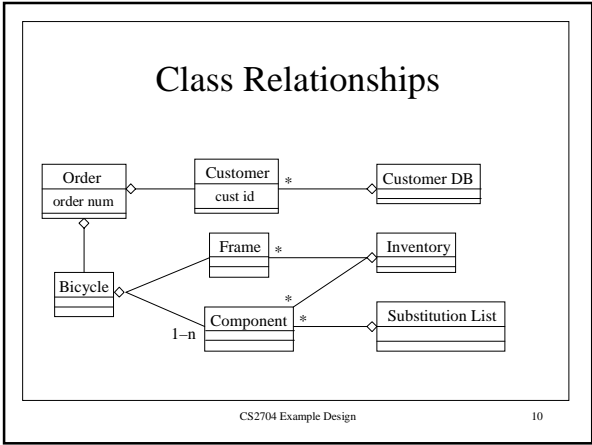 Class Relationships
Order
order num
Customer
cust id
*
Customer DB
Frame
*
Inventory
Bicycle
*
1–n
Component
*
Substitution List
CS2704 Example Design
10